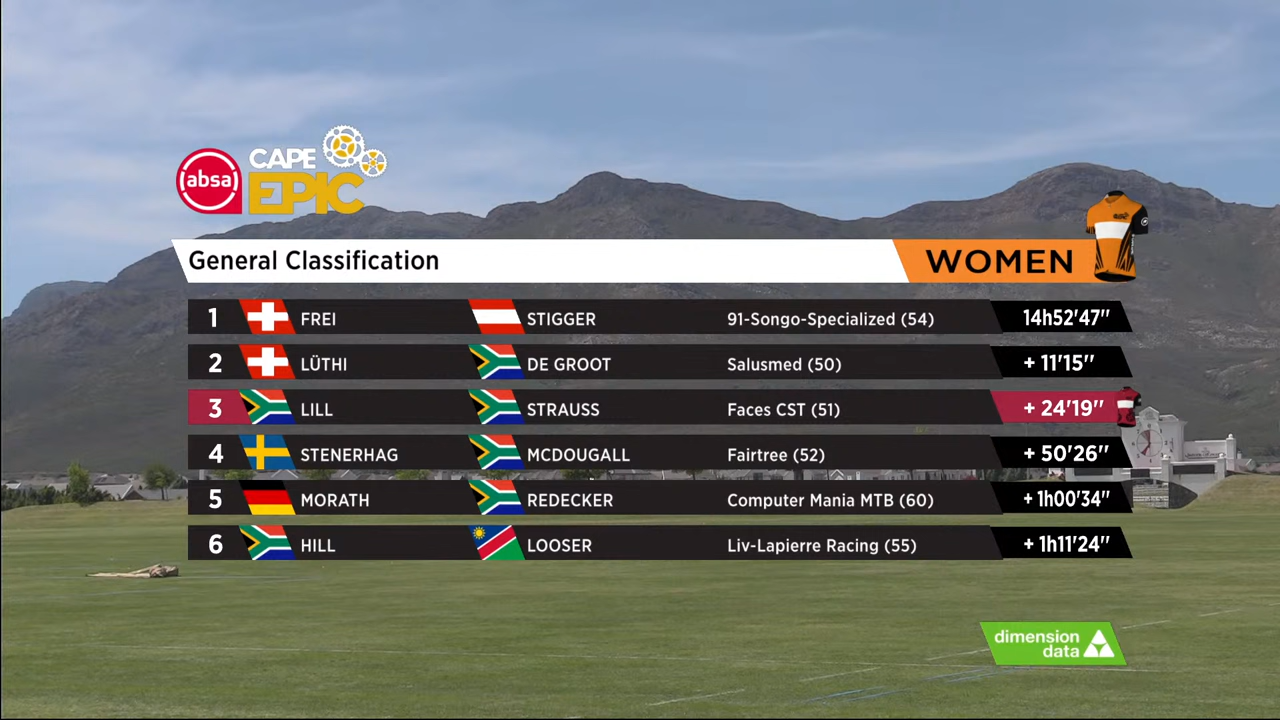 absa
CAPE
EPIC
General Classification WOMEN
1 FREI STIGGER 91-Songo-Specialized (54) 14h52'47"
2 LÜTHI DE GROOT Salusmed (50) + 11'15"
3 LILL STRAUSS Faces CST (51) + 24'19"
4 STENERHAG MCDOUGALL Fairtree (52) + 50'26"
5 MORATH REDECKER Computer Mania MTB (60) + 1h00'34"
6 HILL LOOSER Liv-Lapierre Racing (55) + 1h11'24"
dimension
data